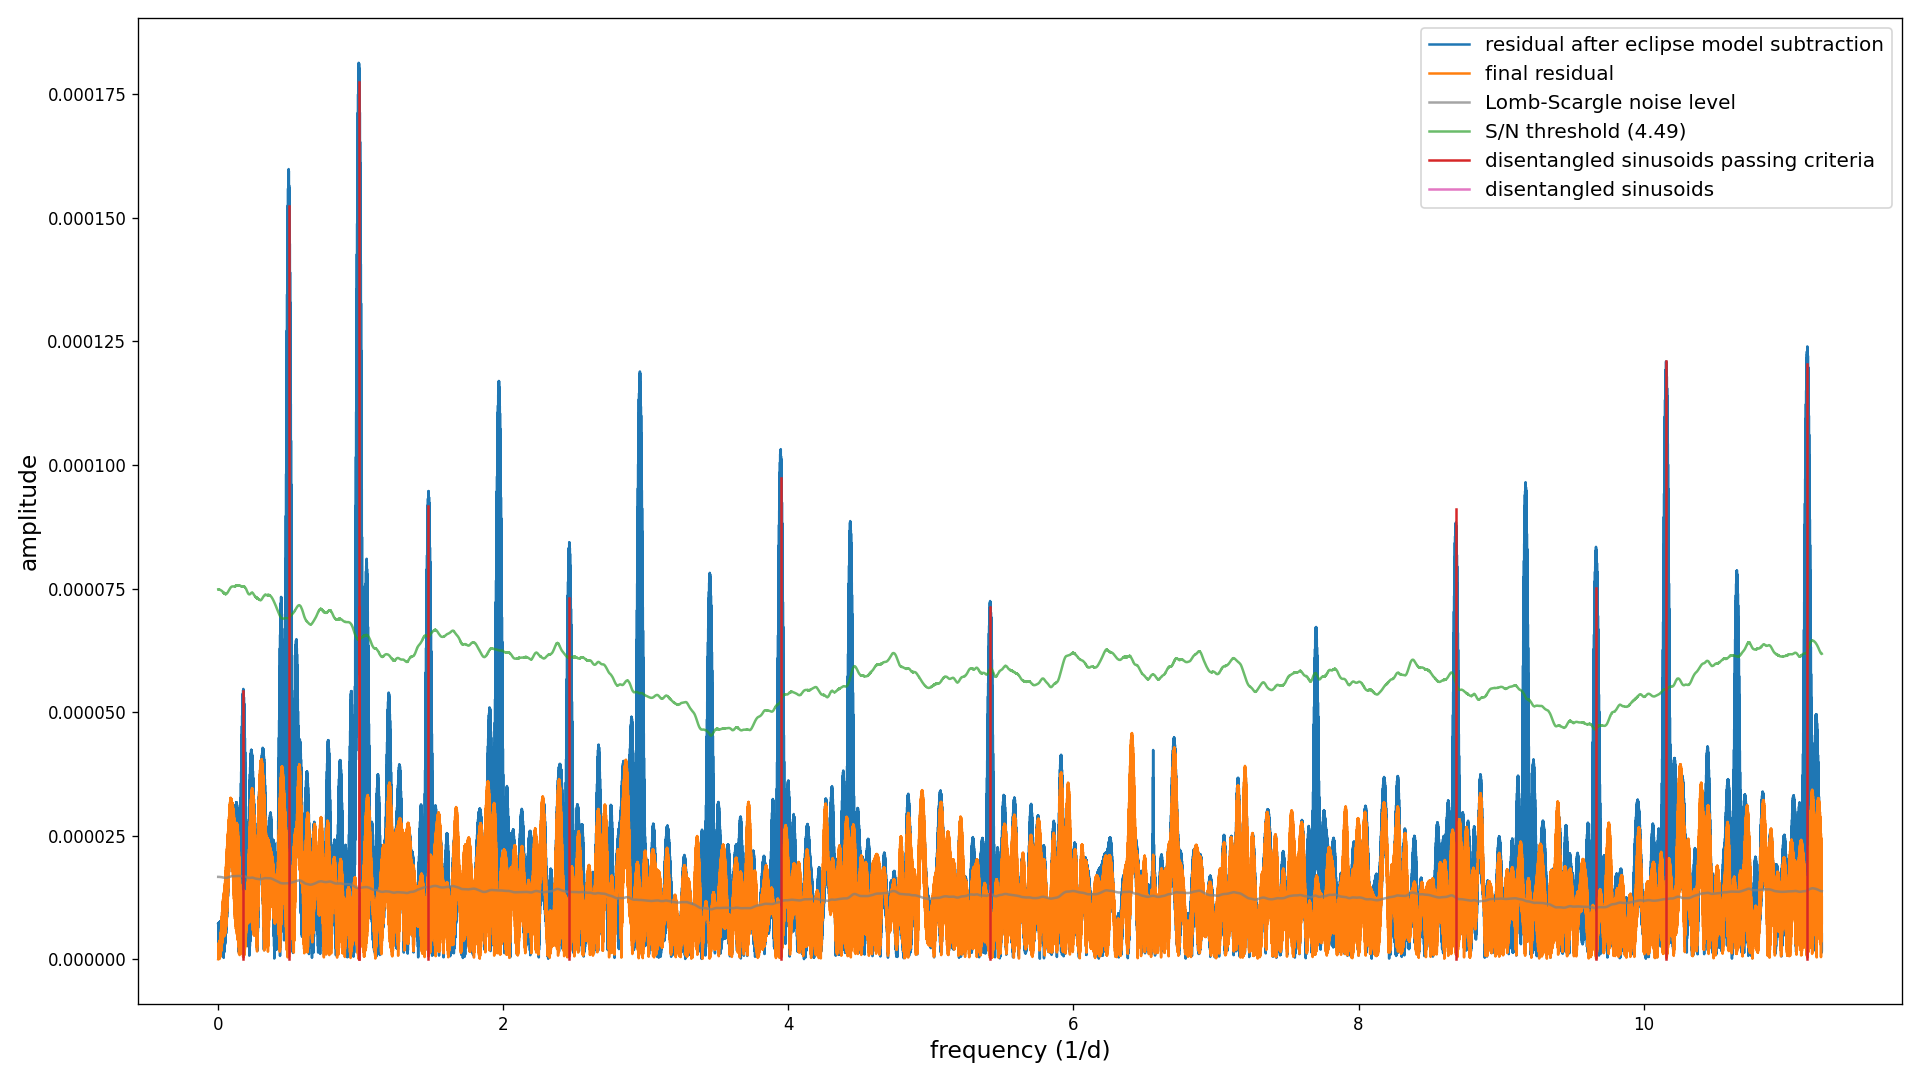 residual after eclipse model subtraction
final residual
Lomb-Scargle noise level
S/N threshold (4.49)
disentangled sinusoids passing criteria
disentangled sinusoids
amplitude
0.000175
0.000150
0.000125
0.000100
0.000075
0.000050
0.000025
0.000000
0 2 4 6 8 10
frequency (1/d)